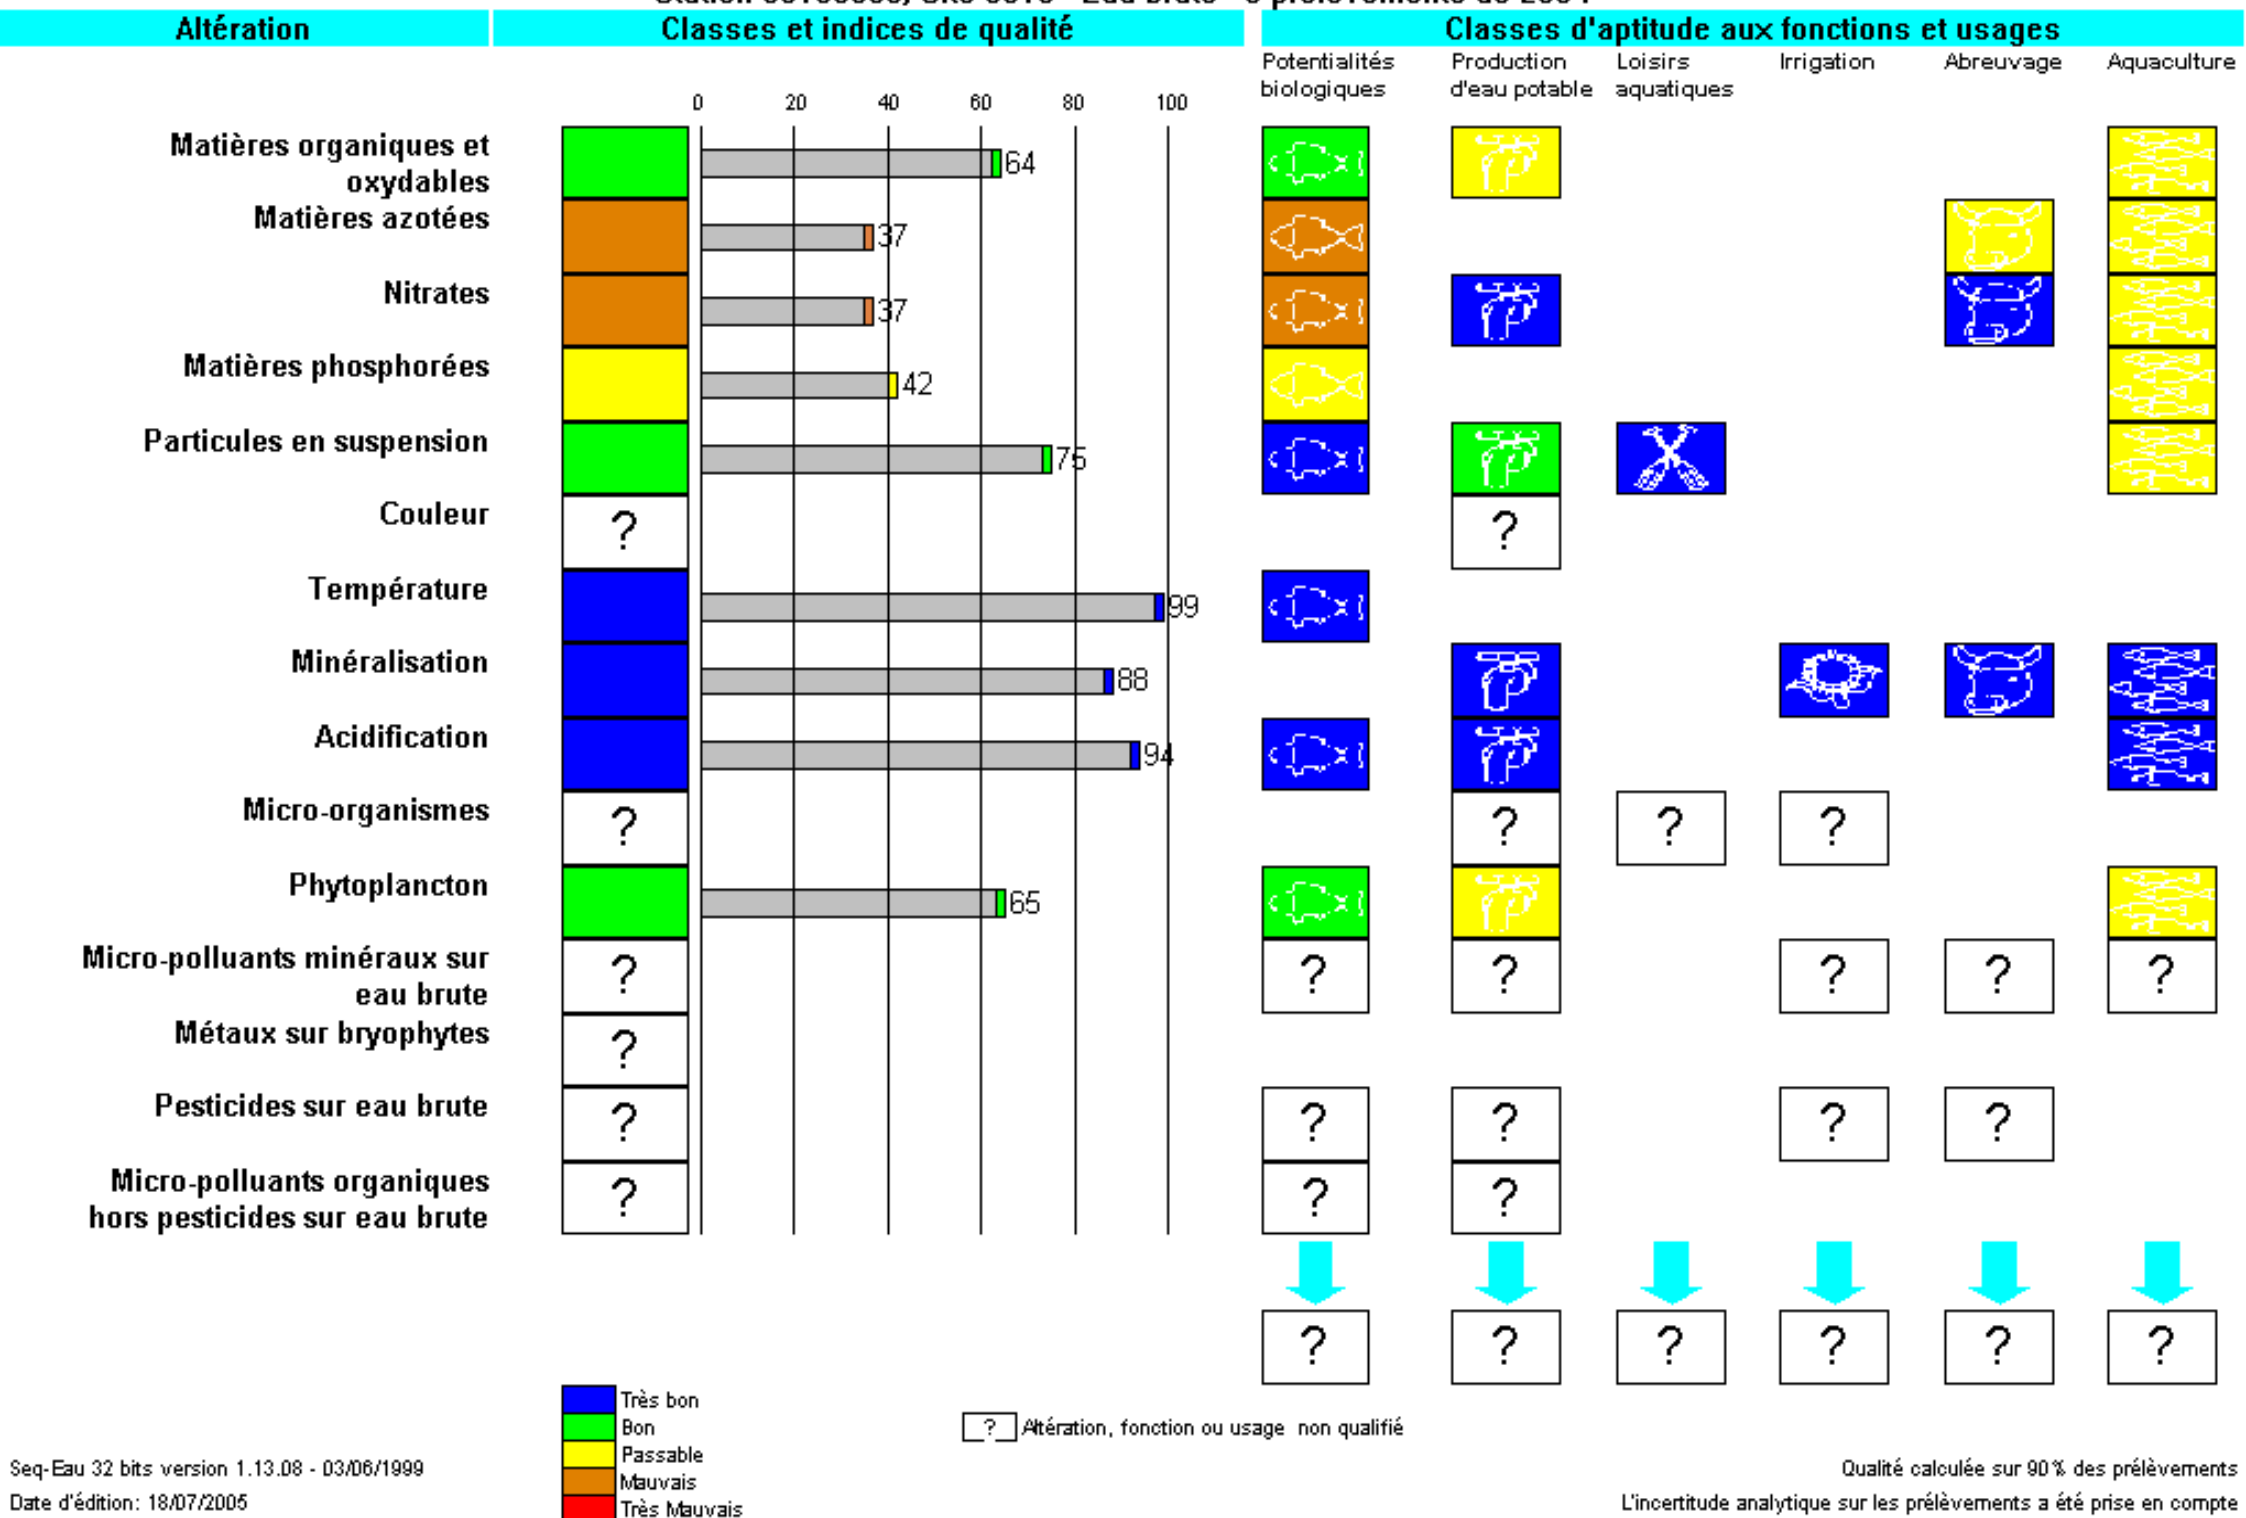 Altération
Classes et indices de qualité
Classes d'aptitude aux fonctions et usages
Potentialités
biologiques
Production
d'eau potable
Loisirs
aquatiques
Irrigation
Abreuvage
Aquaculture
0 20 40 60 80 100
Matières organiques et
oxydables
64
Matières azotées
37
Nitrates
37
Matières phosphorées
42
Particules en suspension
75
Couleur
? ?
Température
99
Minéralisation
88
Acidification
94
Micro-organismes
? ? ? ?
Phytoplancton
65
Micro-polluants minéraux sur
eau brute
? ? ? ? ? ?
Métaux sur bryophytes
?
Pesticides sur eau brute
? ? ? ? ?
Micro-polluants organiques
hors pesticides sur eau brute
? ? ?
? ? ? ? ? ?
Très bon
Bon
Passable
Mauvais
Très Mauvais
? Altération, fonction ou usage non qualifié
Seq-Eau 32 bits version 1.13.08 - 03/06/1999
Date d'édition: 18/07/2005
Qualité calculée sur 90% des prélèvements
L'incertitude analytique sur les prélèvements a été prise en compte